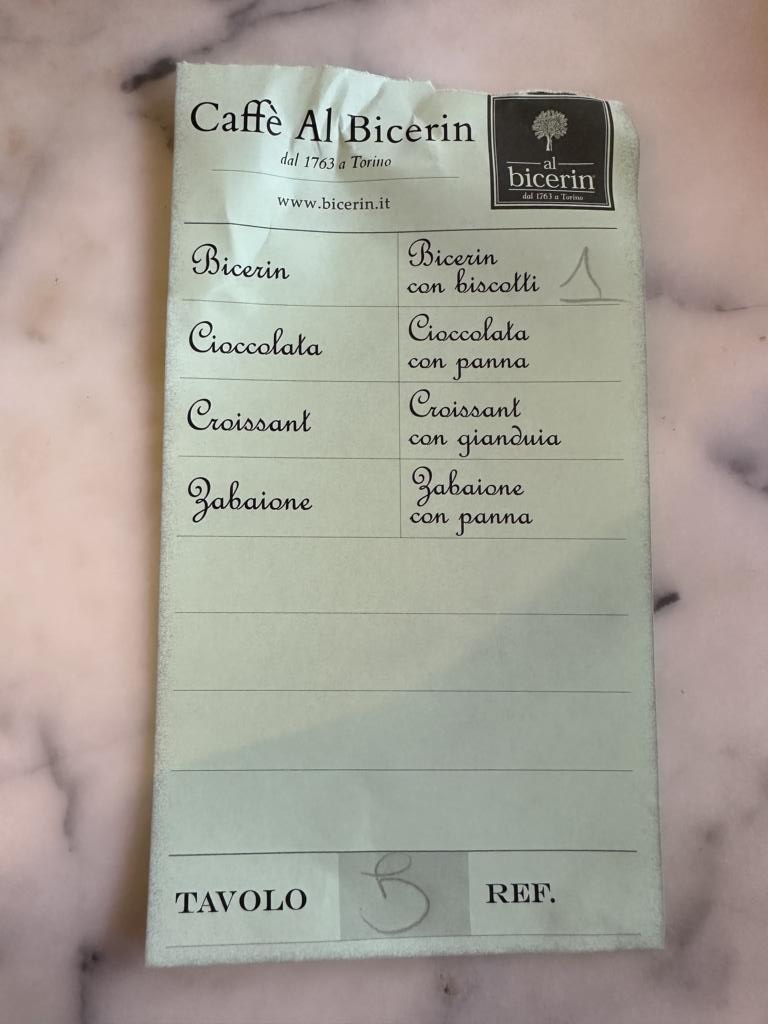 Caffè Al Bicerin
dal 1763 a Torino
www.bicerin.it
al
bicerin
dal 1763 a Torino
Bicerin
Bicerin
con biscotti 1
Cioccolata
Cioccolata
con panna
Croissant
Croissant
con gianduia
Zabaione
Zabaione
con panna
TAVOLO 5 REF.